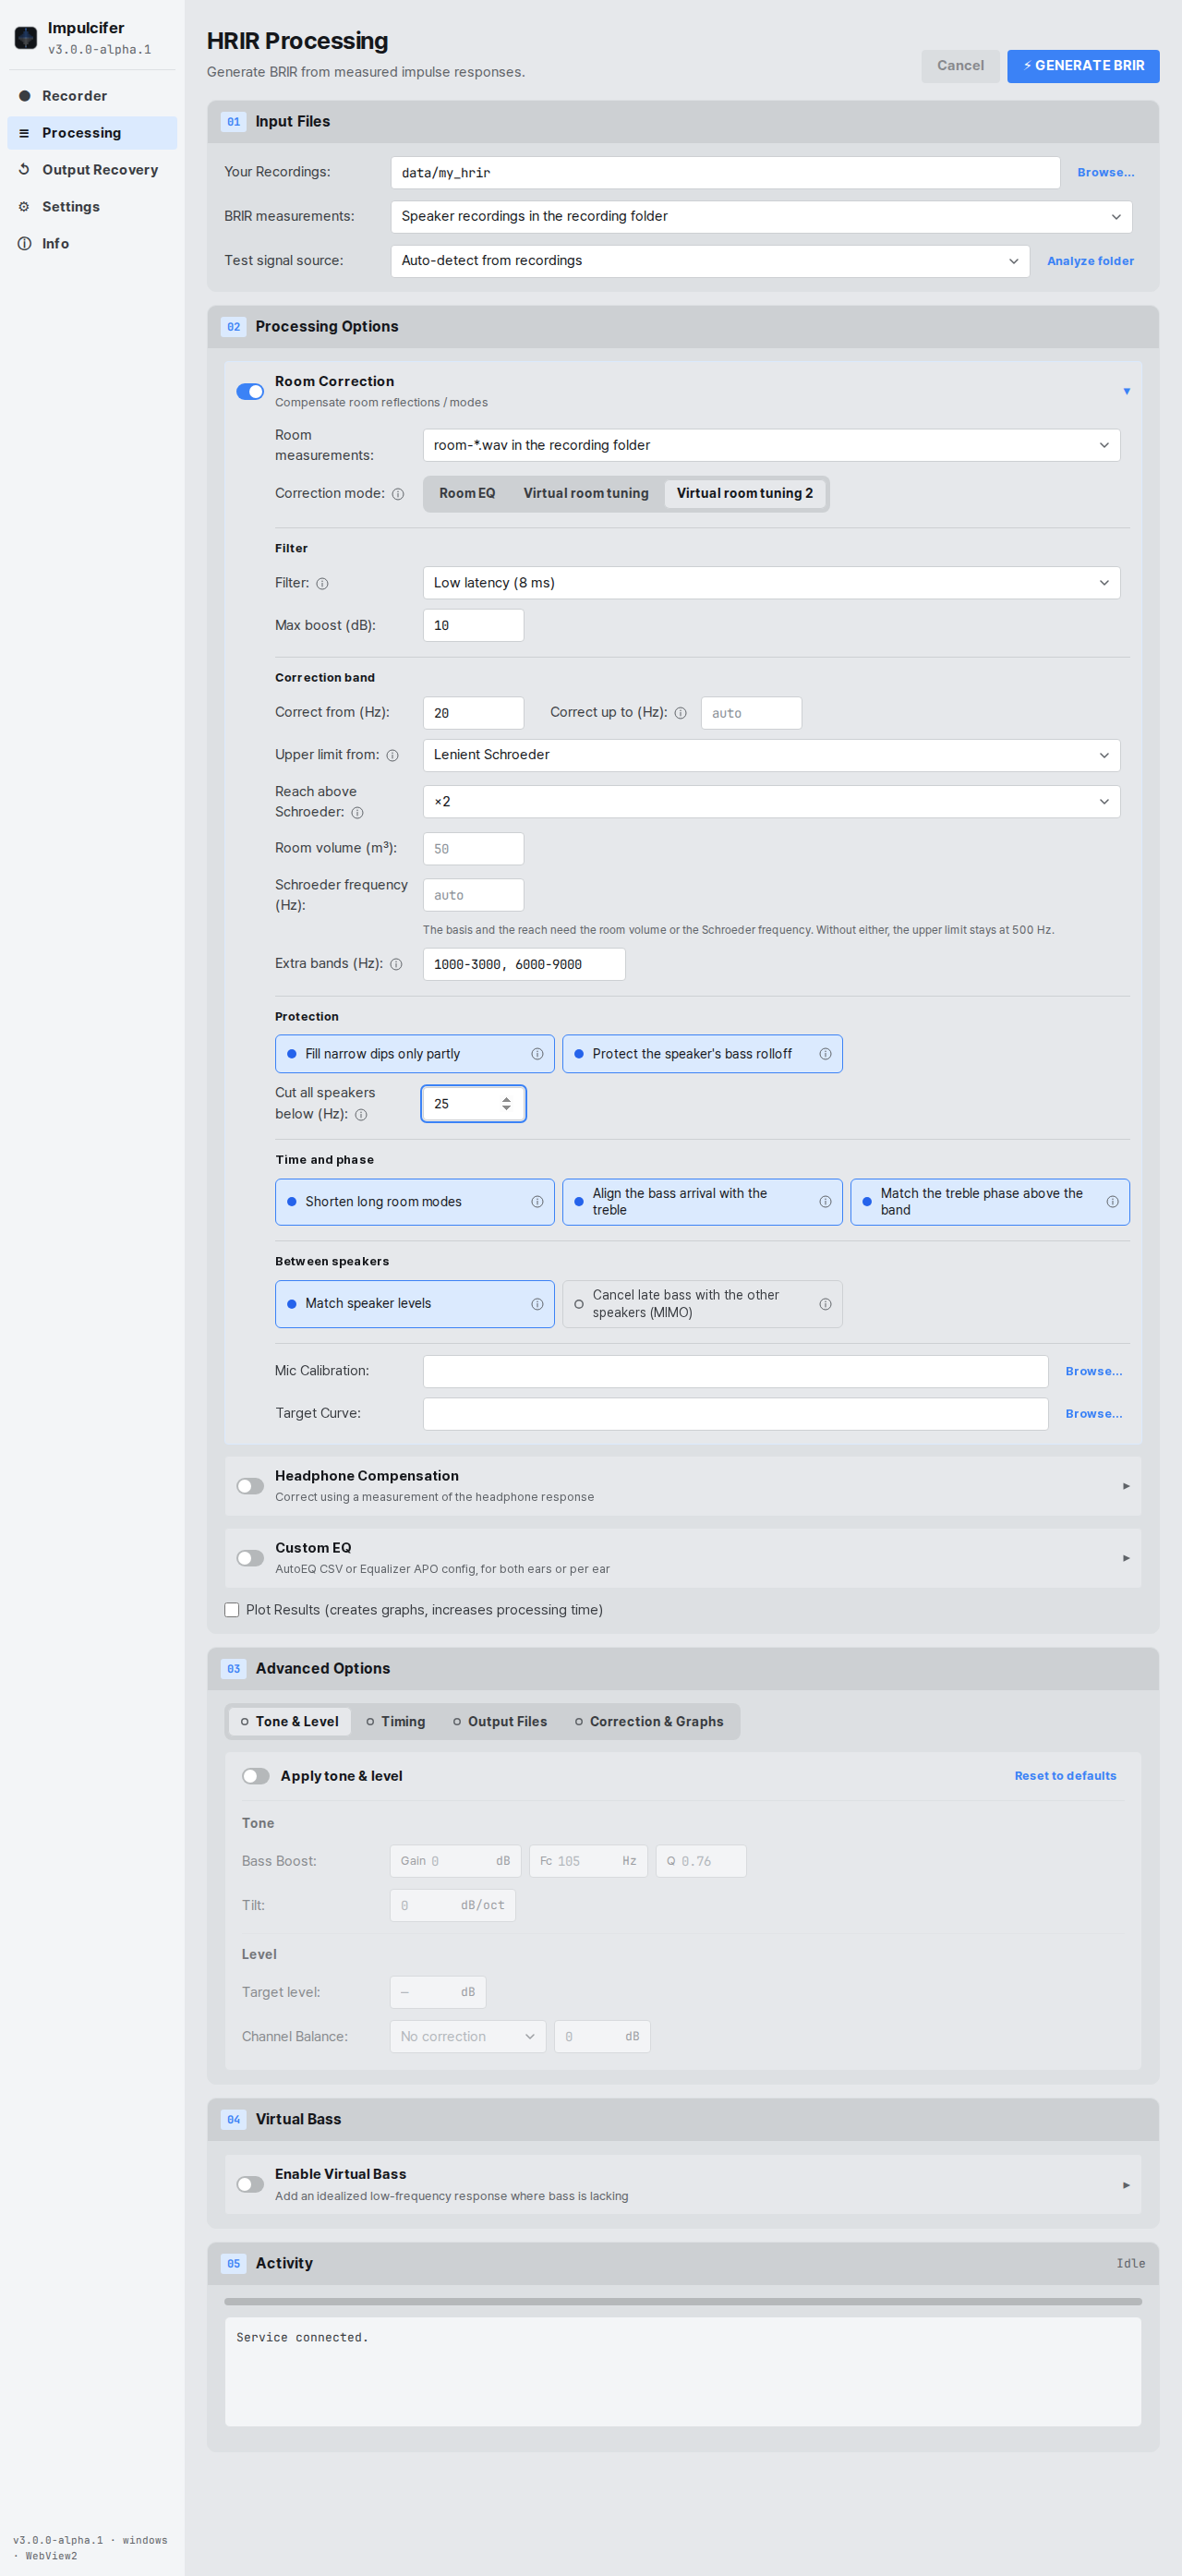 Impulcifer
v3.0.0-alpha.1
Recorder
Processing
Output Recovery
Settings
Info
v3.0.0-alpha.1 · windows
· WebView2
HRIR Processing
Generate BRIR from measured impulse responses.
Cancel
⚡ GENERATE BRIR
01 Input Files
Your Recordings: data/my_hrir Browse...
BRIR measurements: Speaker recordings in the recording folder
Test signal source: Auto-detect from recordings Analyze folder
02 Processing Options
Room Correction
Compensate room reflections / modes
Room
measurements:
room-*.wav in the recording folder
Correction mode: Room EQ Virtual room tuning Virtual room tuning 2
Filter
Filter: Low latency (8 ms)
Max boost (dB): 10
Correction band
Correct from (Hz): 20 Correct up to (Hz): auto
Upper limit from: Lenient Schroeder
Reach above
Schroeder:
×2
Room volume (m³): 50
Schroeder frequency
(Hz):
auto
The basis and the reach need the room volume or the Schroeder frequency. Without either, the upper limit stays at 500 Hz.
Extra bands (Hz): 1000-3000, 6000-9000
Protection
Fill narrow dips only partly
Protect the speaker's bass rolloff
Cut all speakers
below (Hz):
25
Time and phase
Shorten long room modes
Align the bass arrival with the
treble
Match the treble phase above the
band
Between speakers
Match speaker levels
Cancel late bass with the other
speakers (MIMO)
Mic Calibration: Browse...
Target Curve: Browse...
Headphone Compensation
Correct using a measurement of the headphone response
Custom EQ
AutoEQ CSV or Equalizer APO config, for both ears or per ear
Plot Results (creates graphs, increases processing time)
03 Advanced Options
Tone & Level Timing Output Files Correction & Graphs
Apply tone & level Reset to defaults
Tone
Bass Boost: Gain 0 dB Fc 105 Hz Q 0.76
Tilt: 0 dB/oct
Level
Target level: — dB
Channel Balance: No correction 0 dB
04 Virtual Bass
Enable Virtual Bass
Add an idealized low-frequency response where bass is lacking
05 Activity Idle
Service connected.